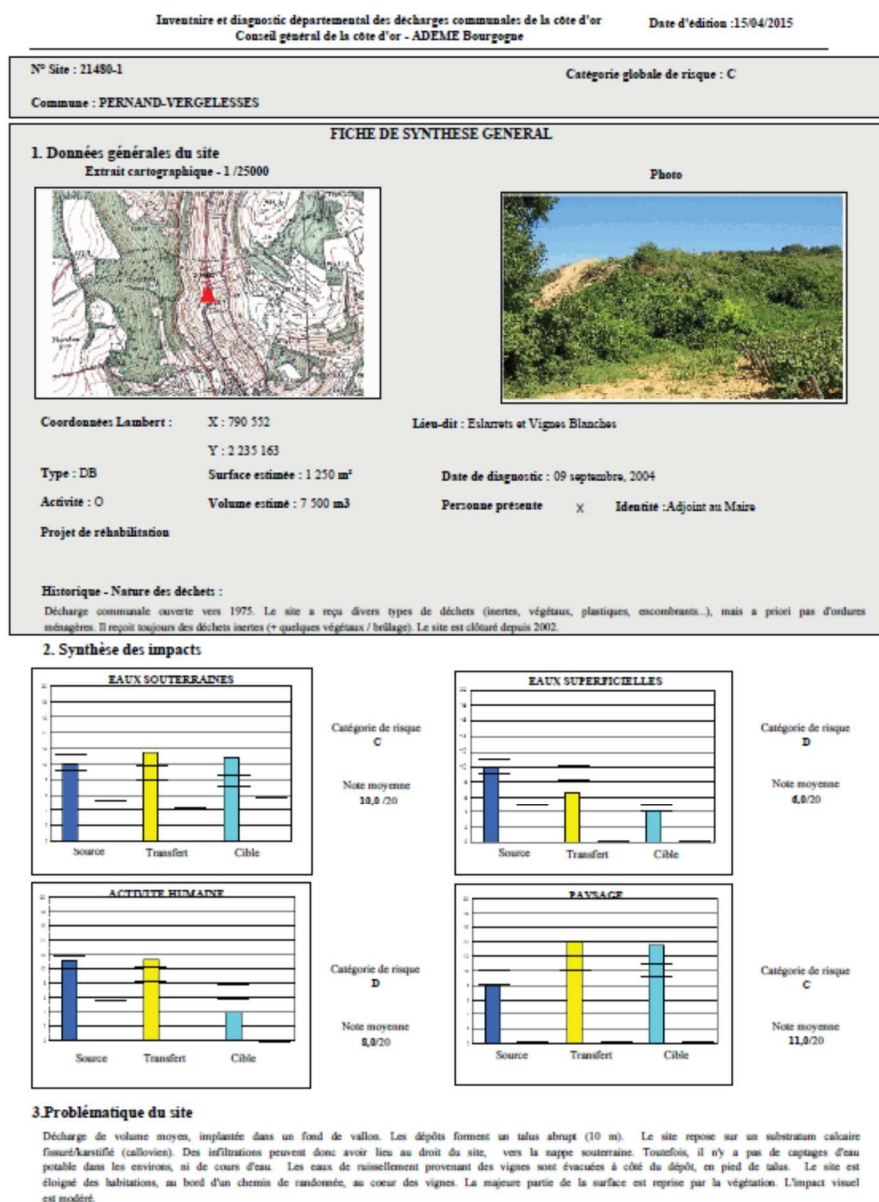 Inventaire et diagnostic départemental des décharges communales de la côte d'or
Conseil général de la côte d'or - ADEME Bourgogne
Date d'édition :15/04/2015
N° Site : 21480-1
Catégorie globale de risque : C
Commune : PERNAND-VERGELESSES
FICHE DE SYNTHESE GENERAL
1. Données générales du site
Extrait cartographique - 1 /25000
Photo
Coordonnées Lambert :
X : 790 552
Lieu-dit : Eslarrets et Vignes Blanches
Y : 2 235 163
Type : DB
Surface estimée : 1 250 m²
Date de diagnostic : 09 septembre, 2004
Activité : O
Volume estimé : 7 500 m3
Personne présente X Identité :Adjoint au Maire
Projet de réhabilitation
Historique - Nature des déchets :
Décharge communale ouverte vers 1975. Le site a reçu divers types de déchets (inertes, végétaux, plastiques, encombrants...), mais a priori pas d'ordures
ménagères. Il reçoit toujours des déchets inertes (+ quelques végétaux / brûlage). Le site est clôturé depuis 2002.
2. Synthèse des impacts
EAUX SOUTERRAINES
Source Transfert Cible
Catégorie de risque
C
Note moyenne
10,0 /20
EAUX SUPERFICIELLES
Source Transfert Cible
Catégorie de risque
D
Note moyenne
6,0/20
ACTIVITE HUMAINE
Source Transfert Cible
Catégorie de risque
D
Note moyenne
8,0/20
PAYSAGE
Source Transfert Cible
Catégorie de risque
C
Note moyenne
11,0/20
3.Problématique du site
Décharge de volume moyen, implantée dans un fond de vallon. Les dépôts forment un talus abrupt (10 m). Le site repose sur un substratum calcaire
fissuré/karstifié (callovien). Des infiltrations peuvent donc avoir lieu au droit du site, vers la nappe souterraine. Toutefois, il n'y a pas de captages d'eau
potable dans les environs, ni de cours d'eau. Les eaux de ruissellement provenant des vignes sont évacuées à côté du dépôt, en pied de talus. Le site est
éloigné des habitations, au bord d'un chemin de randonnée, au coeur des vignes. La majeure partie de la surface est reprise par la végétation. L'impact visuel
est modéré.